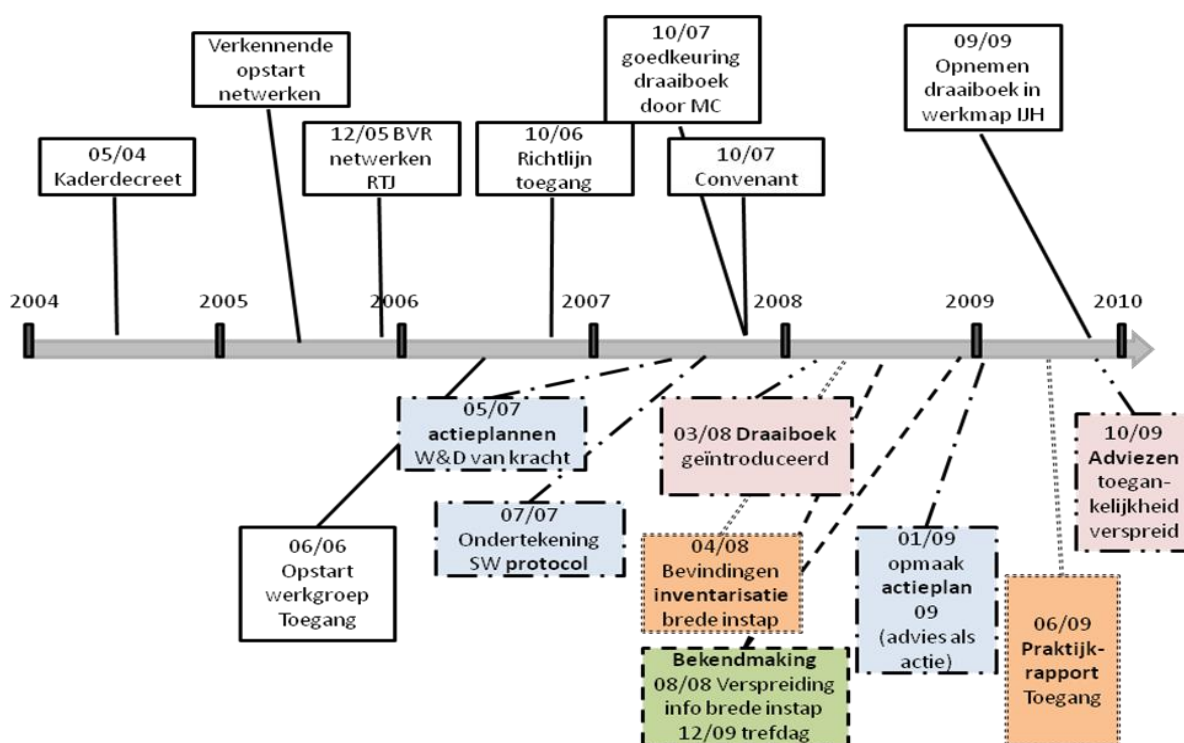 Verkennende
opstart
netwerken
10/07
goedkeuring
draaiboek
door MC
09/09
Opnemen
draaiboek in
werkmap IJH
05/04
Kaderdecreet
12/05 BVR
netwerken
RTJ
10/06
Richtlijn
toegang
10/07
Convenant
2004
2005
2006
2007
2008
2009
2010
05/07
actieplannen
W&D van kracht
03/08 Draaiboek
geïntroduceerd
10/09
Adviezen
toegan-
kelijkheid
verspreid
07/07
Ondertekening
SW protocol
06/06
Opstart
werkgroep
Toegang
04/08
Bevindingen
inventarisatie
brede instap
01/09
opmaak
actieplan
09
(advies als
actie)
06/09
Praktijk-
rapport
Toegang
Bekendmaking
08/08 Verspreiding
info brede instap
12/09 trefdag